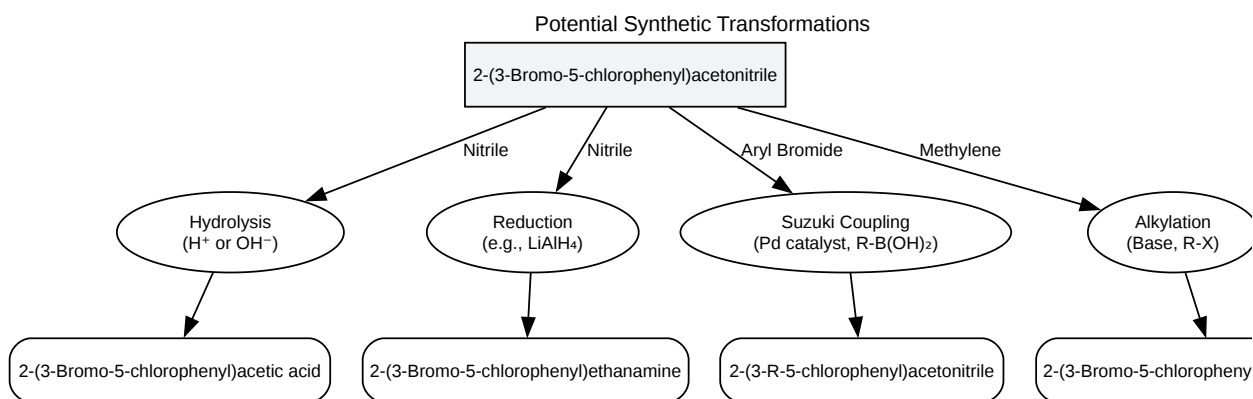 Potential Synthetic Transformations
2-(3-Bromo-5-chlorophenyl)acetonitrile
Nitrile
Nitrile
Aryl Bromide
Methylene
Hydrolysis
(H⁺ or OH⁻)
Reduction
(e.g., LiAlH₄)
Suzuki Coupling
(Pd catalyst, R-B(OH)₂)
Alkylation
(Base, R-X)
2-(3-Bromo-5-chlorophenyl)acetic acid
2-(3-Bromo-5-chlorophenyl)ethanamine
2-(3-R-5-chlorophenyl)acetonitrile
2-(3-Bromo-5-chloropheny